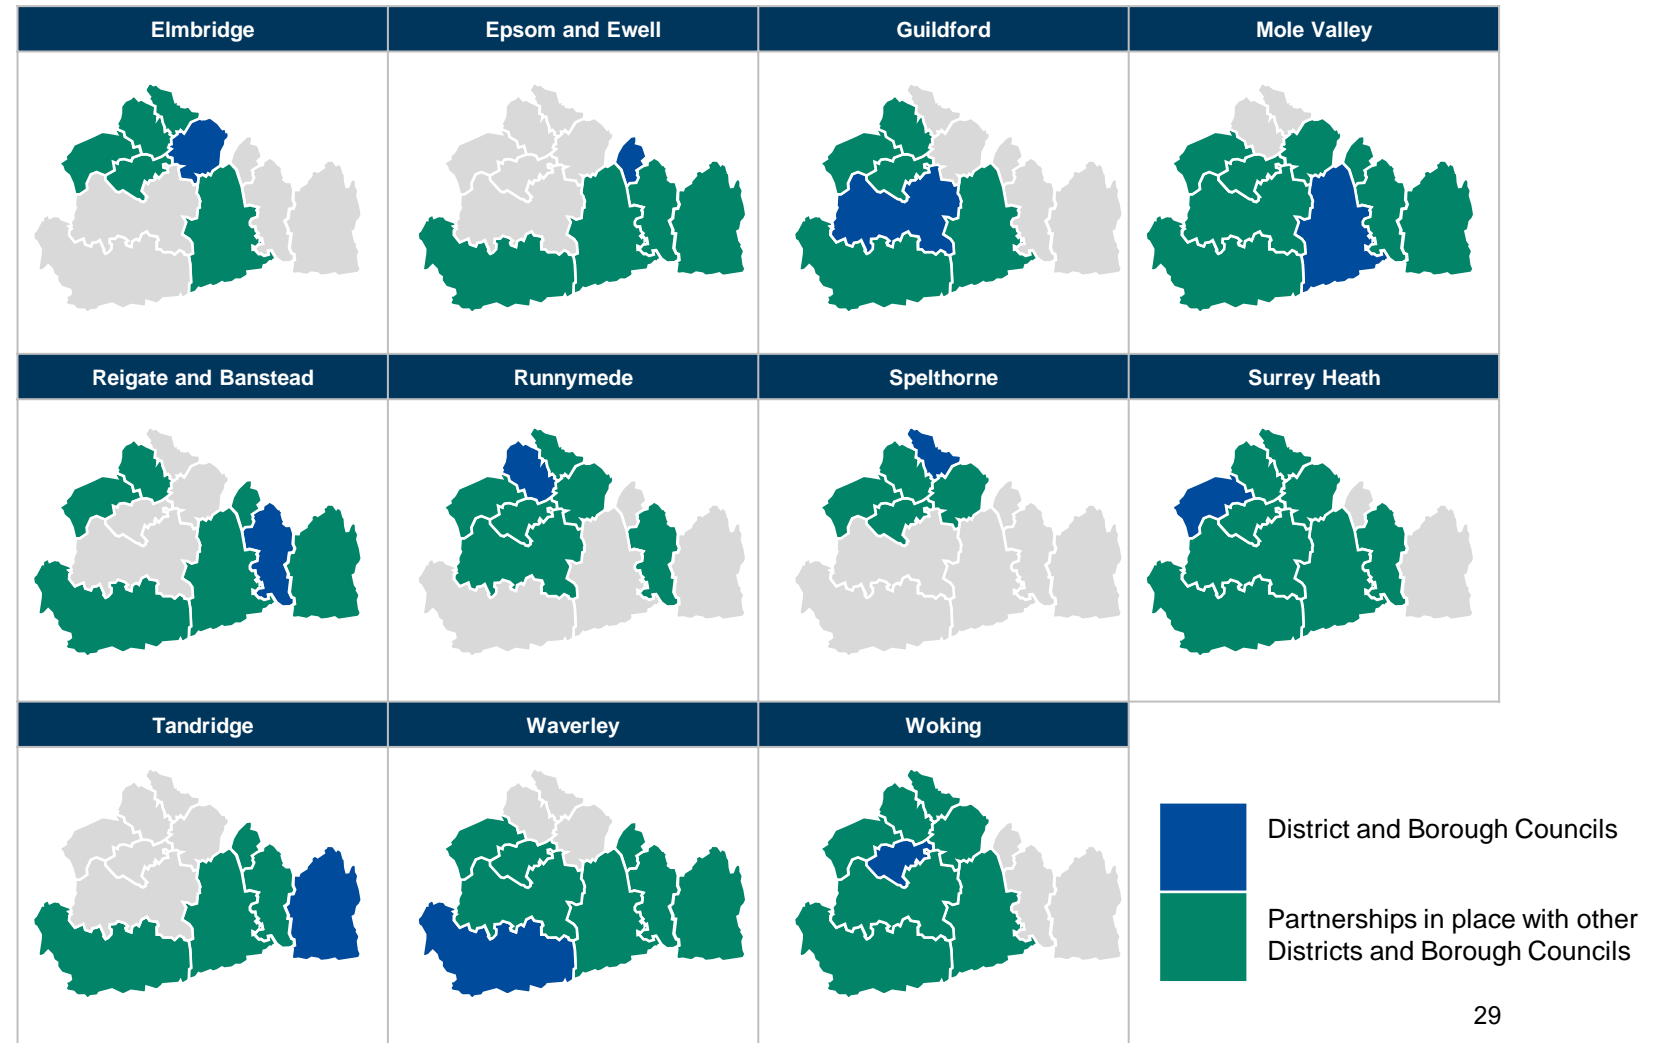 Elmbridge
Epsom and Ewell
Guildford
Mole Valley
Reigate and Banstead
Runnymede
Spelthorne
Surrey Heath
Tandridge
Waverley
Woking
District and Borough Councils
Partnerships in place with other
Districts and Borough Councils
29